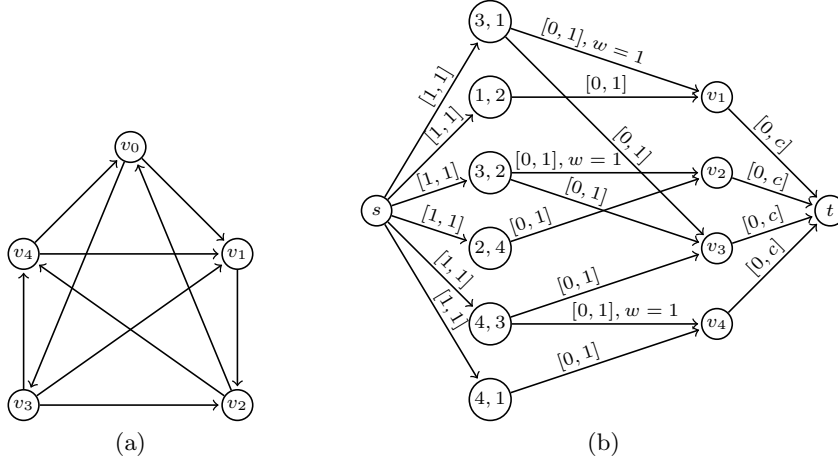 v0
v4
v1
v3
v2
(a)
3, 1
[0, 1], w = 1
[1, 1]
1, 2
[0, 1]
v1
[1, 1]
[0, 1]
[0, c]
3, 2
[0, 1], w = 1
v2
[1, 1]
[0, 1]
[0, c]
s
t
[1, 1]
[0, 1]
[0, c]
2, 4
v3
[1, 1]
[0, 1]
[0, c]
4, 3
[0, 1], w = 1
v4
[1, 1]
[0, 1]
4, 1
(b)